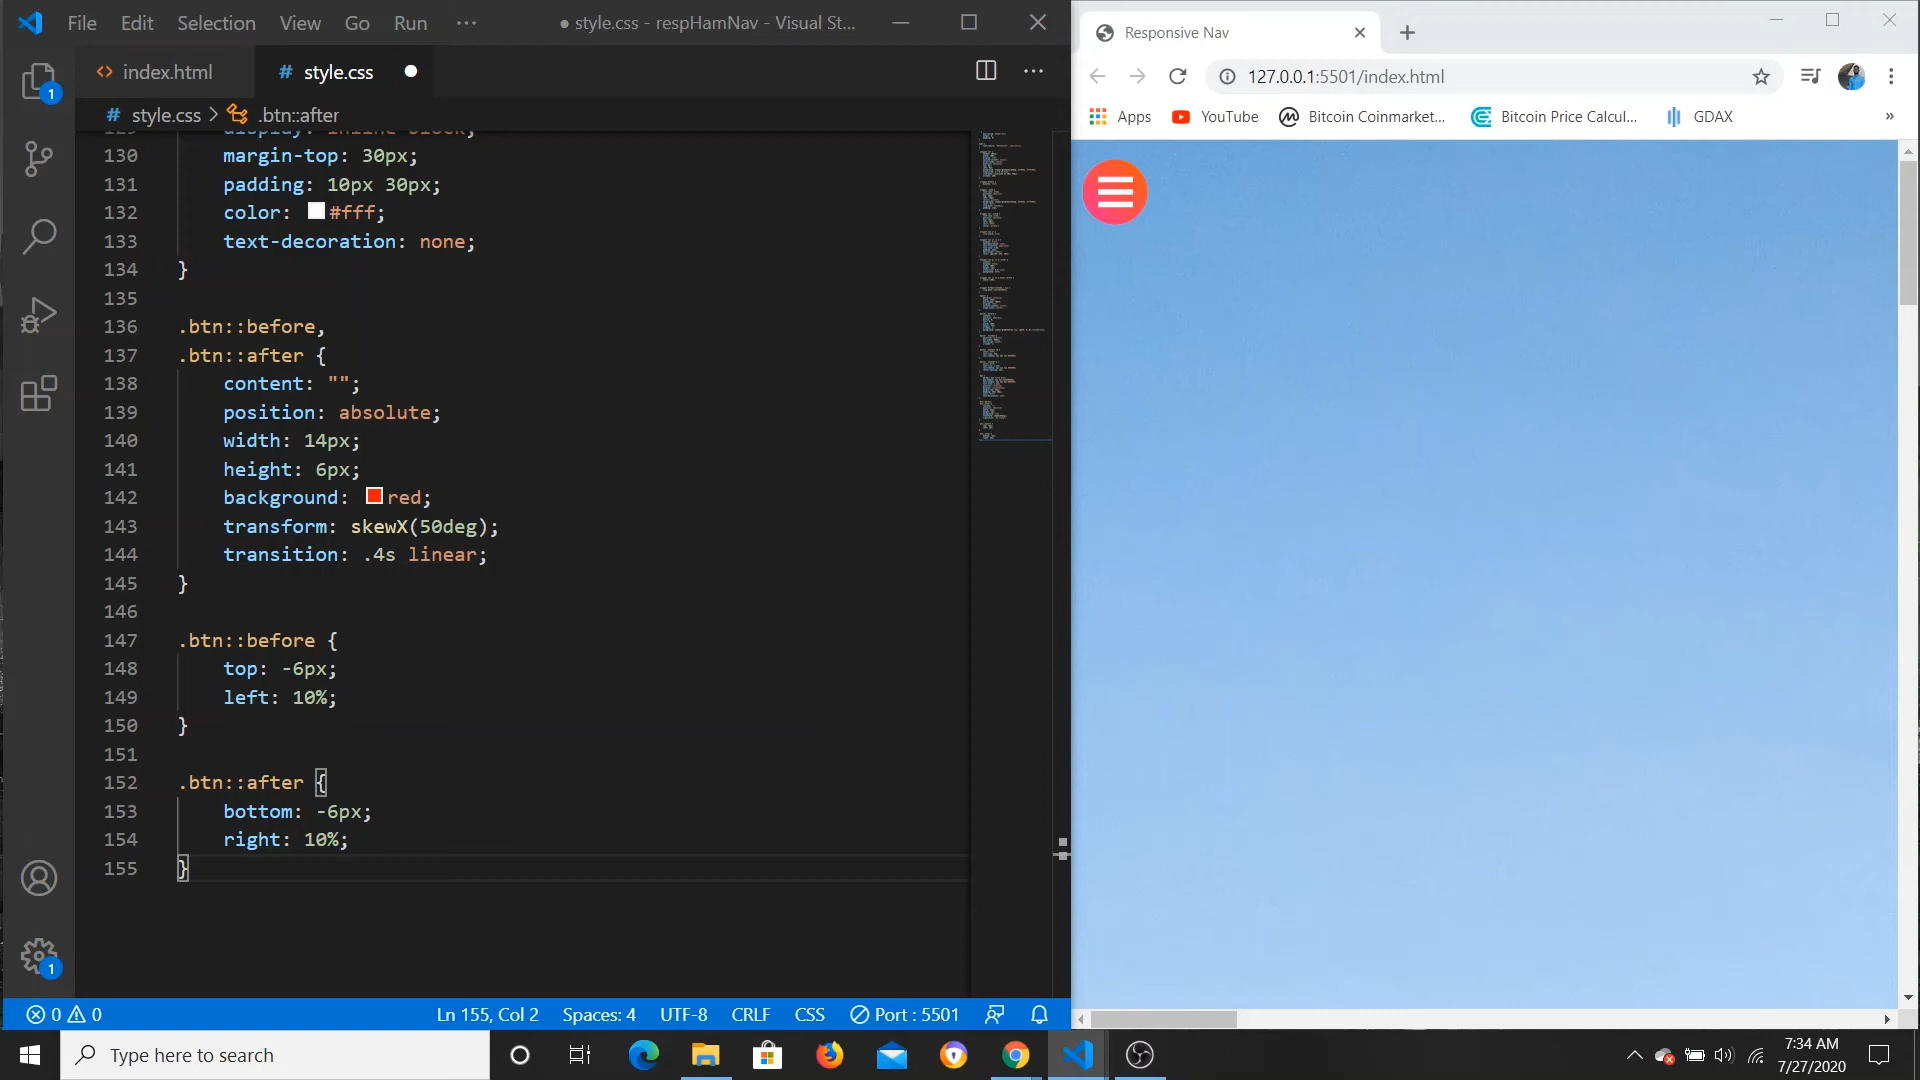 File Edit Selection View Go Run ··· ● style.css - respHamNav - Visual St...
<> index.html # style.css
# style.css > .btn::after
129 display: inline-block;
130 margin-top: 30px;
131 padding: 10px 30px;
132 color: #fff;
133 text-decoration: none;
134 }
135
136 .btn::before,
137 .btn::after {
138 content: "";
139 position: absolute;
140 width: 14px;
141 height: 6px;
142 background: red;
143 transform: skewX(50deg);
144 transition: .4s linear;
145 }
146
147 .btn::before {
148 top: -6px;
149 left: 10%;
150 }
151
152 .btn::after {
153 bottom: -6px;
154 right: 10%;
155 }
1
1
0 0 Ln 155, Col 2 Spaces: 4 UTF-8 CRLF CSS Port : 5501
Responsive Nav
127.0.0.1:5501/index.html
Apps YouTube Bitcoin Coinmarket... Bitcoin Price Calcul... GDAX »
Type here to search
7:34 AM
7/27/2020